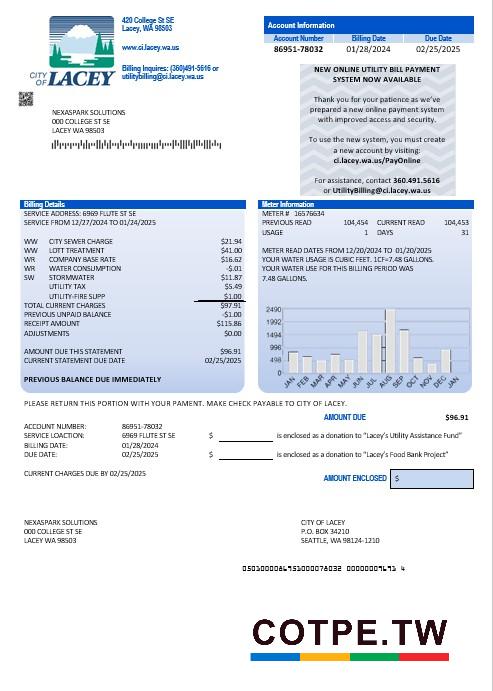 420 College St SE
Lacey, WA 98503
www.ci.lacey.wa.us
Billing Inquires: (360)491-5616 or
utilitybilling@ci.lacey.wa.us
CITY OF LACEY
Account Information
Account Number Billing Date Due Date
86951-78032 01/28/2024 02/25/2025
NEW ONLINE UTILITY BILL PAYMENT
SYSTEM NOW AVAILABLE
Thank you for your patience as we've
prepared a new online payment system
with improved access and security.
To use the new system, you must create
a new account by visiting:
ci.lacey.wa.us/PayOnline
For assistance, contact 360.491.5616
or UtilityBilling@ci.lacey.wa.us
NEXASPARK SOLUTIONS
000 COLLEGE ST SE
LACEY WA 98503
Billing Details
SERVICE ADDRESS: 6969 FLUTE ST SE
SERVICE FROM 12/27/2024 TO 01/24/2025
WW CITY SEWER CHARGE $21.94
WW LOTT TREATMENT $41.00
WR COMPANY BASE RATE $16.62
WR WATER CONSUMPTION -$.01
SW STORMWATER $11.87
UTILITY TAX $5.49
UTILITY-FIRE SUPP $1.00
TOTAL CURRENT CHARGES $97.91
PREVIOUS UNPAID BALANCE -$1.00
RECEIPT AMOUNT $115.86
ADJUSTMENTS $0.00
AMOUNT DUE THIS STATEMENT $96.91
CURRENT STATEMENT DUE DATE 02/25/2025
PREVIOUS BALANCE DUE IMMEDIATELY
Meter Information
METER # 16576634
PREVIOUS READ 104,454 CURRENT READ 104,453
USAGE 1 DAYS 31
METER READ DATES FROM 12/20/2024 TO 01/20/2025
YOUR WATER USAGE IS CUBIC FEET. 1CF=7.48 GALLONS.
YOUR WATER USE FOR THIS BILLING PERIOD WAS
7.48 GALLONS.
2490
1992
1494
996
498
0
JAN FEB MAR APR MAY JUN JUL AUG SEP OCT NOV DEC JAN
PLEASE RETURN THIS PORTION WITH YOUR PAMENT. MAKE CHECK PAYABLE TO CITY OF LACEY.
AMOUNT DUE $96.91
ACCOUNT NUMBER: 86951-78032
SERVICE LOACTION: 6969 FLUTE ST SE $ is enclosed as a donation to "Lacey's Utility Assistance Fund"
BILLING DATE: 01/28/2024
DUE DATE: 02/25/2025 $ is enclosed as a donation to "Lacey's Food Bank Project"
CURRENT CHARGES DUE BY 02/25/2025
AMOUNT ENCLOSED $
NEXASPARK SOLUTIONS
000 COLLEGE ST SE
LACEY WA 98503
CITY OF LACEY
P.O. BOX 34210
SEATTLE, WA 98124-1210
COTPE.TW